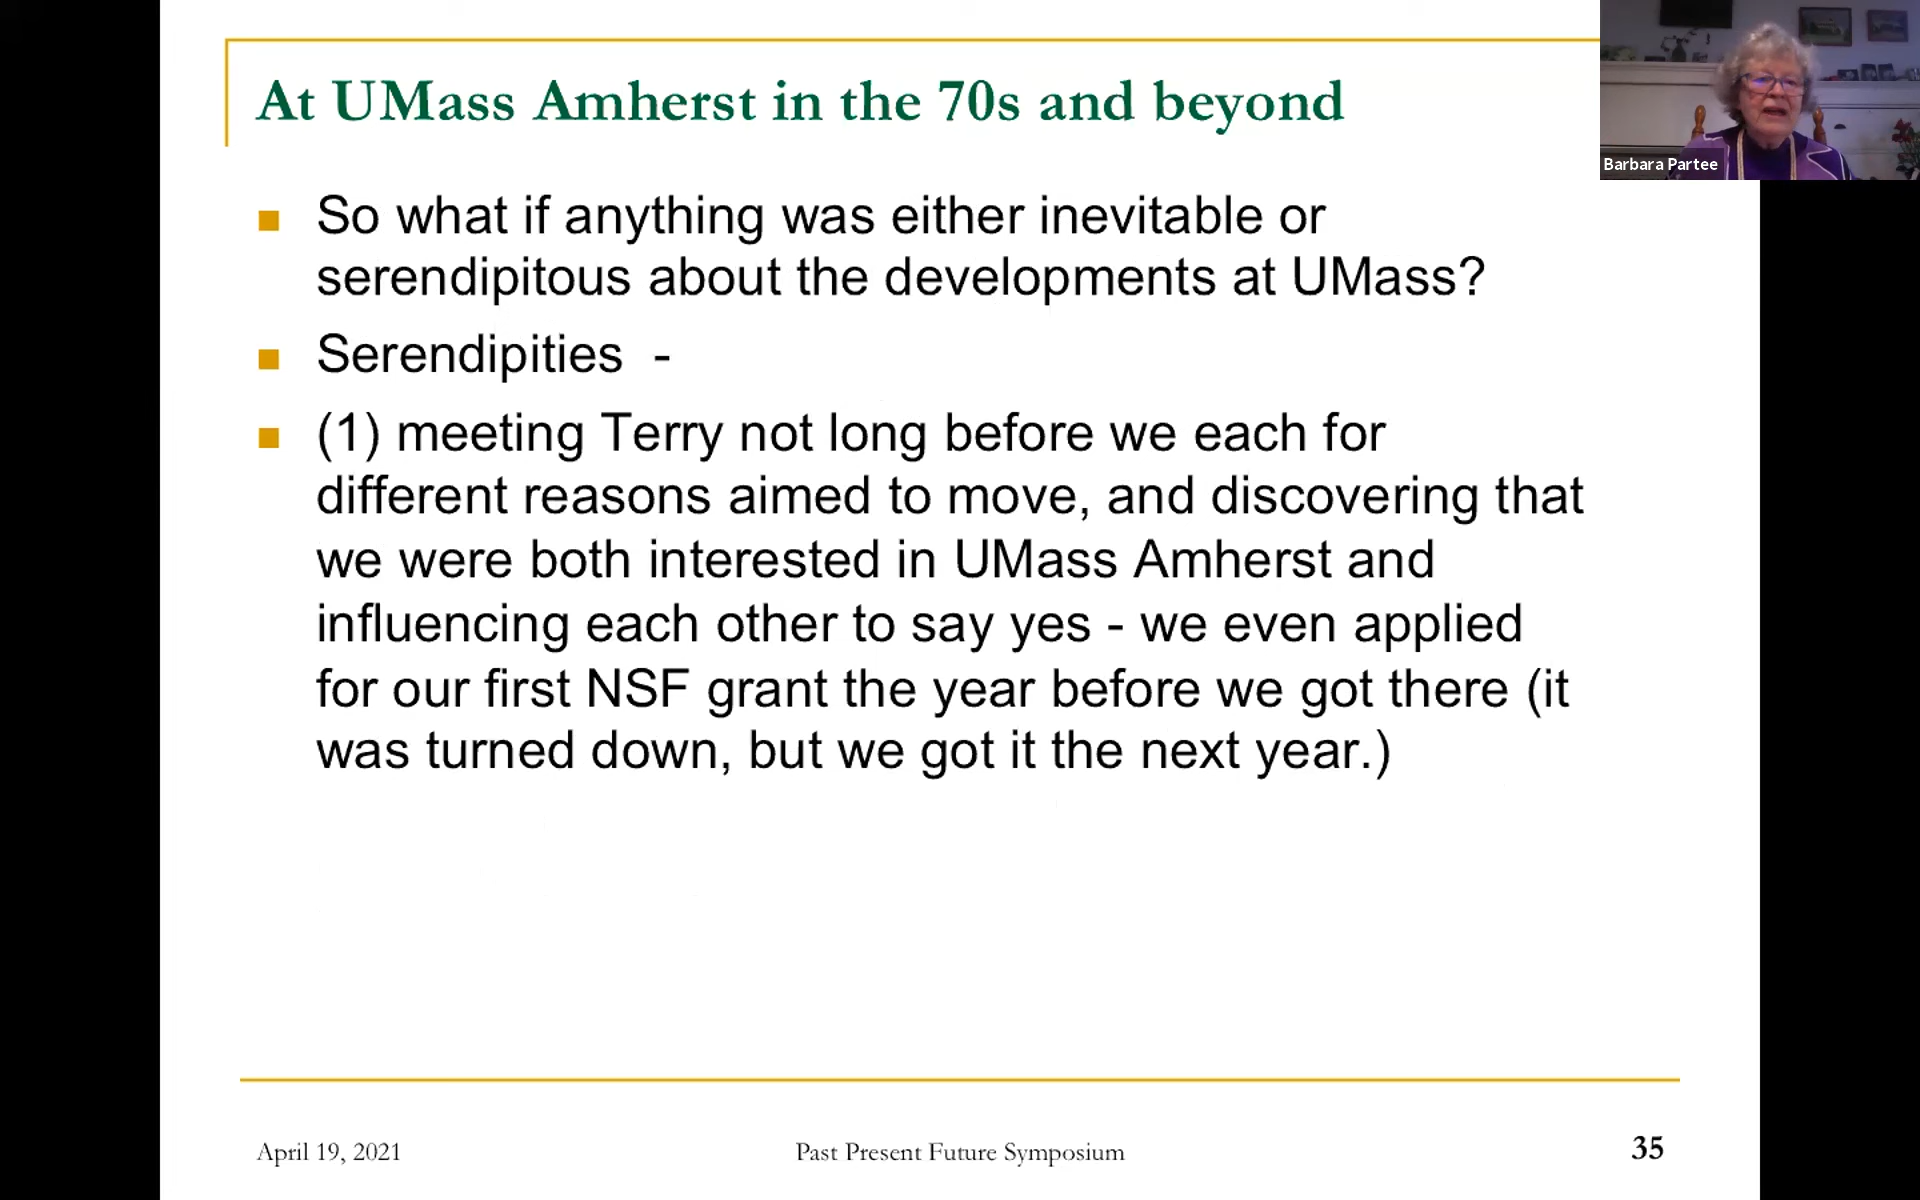 At UMass Amherst in the 70s and beyond
Barbara Partee
So what if anything was either inevitable or
serendipitous about the developments at UMass?
Serendipities -
(1) meeting Terry not long before we each for
different reasons aimed to move, and discovering that
we were both interested in UMass Amherst and
influencing each other to say yes - we even applied
for our first NSF grant the year before we got there (it
was turned down, but we got it the next year.)
April 19, 2021
Past Present Future Symposium
35